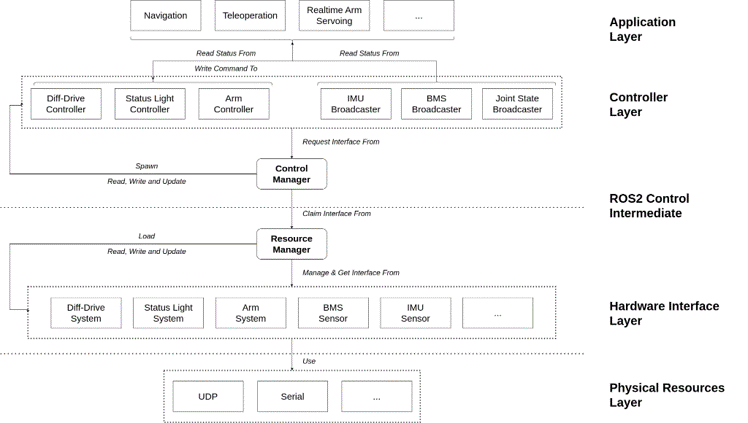 Navigation
Teleoperation
Realtime Arm
Servoing
...
Application
Layer
Read Status From
Read Status From
Write Command To
Diff-Drive
Controller
Status Light
Controller
Arm
Controller
IMU
Broadcaster
BMS
Broadcaster
Joint State
Broadcaster
Controller
Layer
Request Interface From
Spawn
Read, Write and Update
Control
Manager
ROS2 Control
Intermediate
Claim Interface From
Load
Read, Write and Update
Resource
Manager
Manage & Get Interface From
Diff-Drive
System
Status Light
System
Arm
System
BMS
Sensor
IMU
Sensor
...
Hardware Interface
Layer
Use
UDP
Serial
...
Physical Resources
Layer